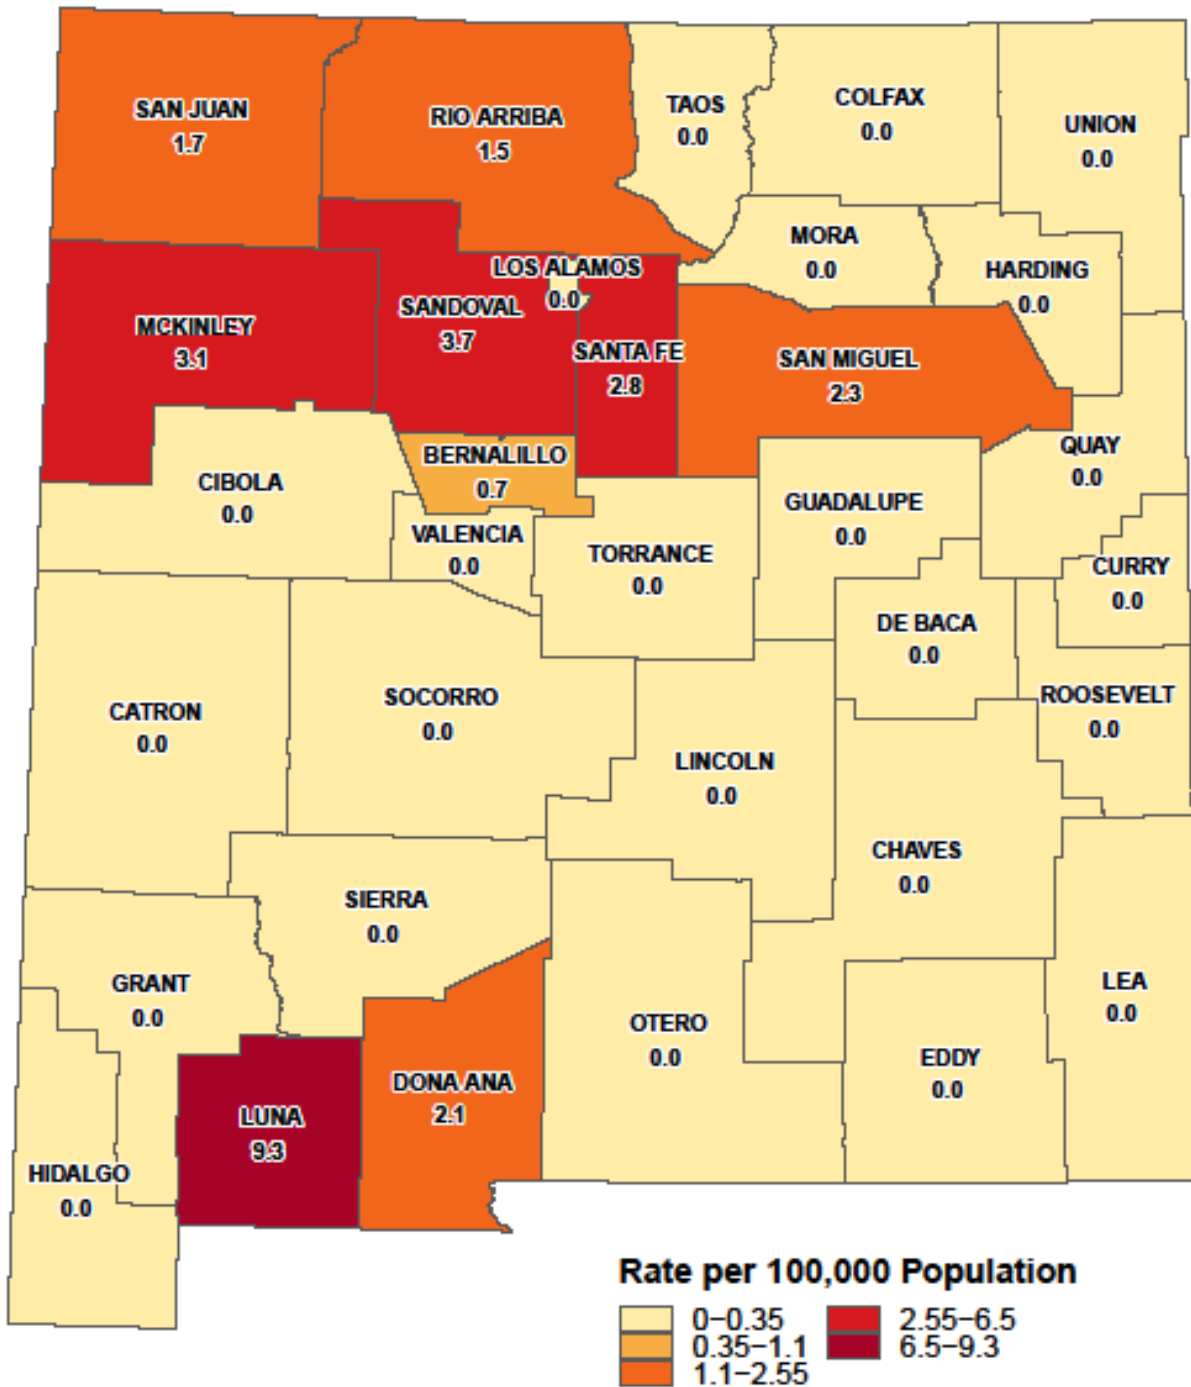 SAN JUAN
1.7
RIO ARRIBA
1.5
TAOS
0.0
COLFAX
0.0
UNION
0.0
MORA
0.0
HARDING
0.0
LOS ALAMOS
0.0
MCKINLEY
3.1
SANDOVAL
3.7
SANTA FE
2.8
SAN MIGUEL
2.3
QUAY
0.0
CIBOLA
0.0
BERNALILLO
0.7
VALENCIA
0.0
TORRANCE
0.0
GUADALUPE
0.0
CURRY
0.0
DE BACA
0.0
ROOSEVELT
0.0
CATRON
0.0
SOCORRO
0.0
LINCOLN
0.0
CHAVES
0.0
SIERRA
0.0
GRANT
0.0
OTERO
0.0
LEA
0.0
EDDY
0.0
LUNA
9.3
DONA ANA
2.1
HIDALGO
0.0
Rate per 100,000 Population
0−0.35
0.35−1.1
1.1−2.55
2.55−6.5
6.5−9.3